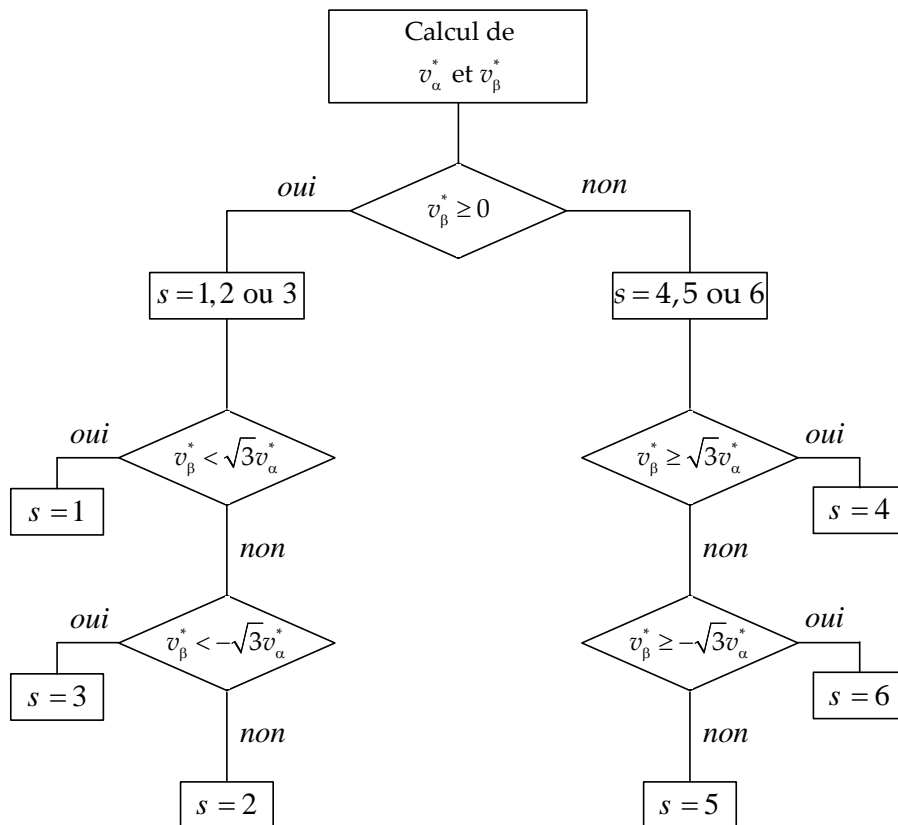 Calcul de
v*α et v*β
oui
non
v*β ≥ 0
s = 1, 2 ou 3
s = 4, 5 ou 6
oui
v*β < √3v*α
v*β ≥ √3v*α
oui
s = 1
s = 4
non
non
oui
v*β < −√3v*α
v*β ≥ −√3v*α
oui
s = 3
s = 6
non
non
s = 2
s = 5